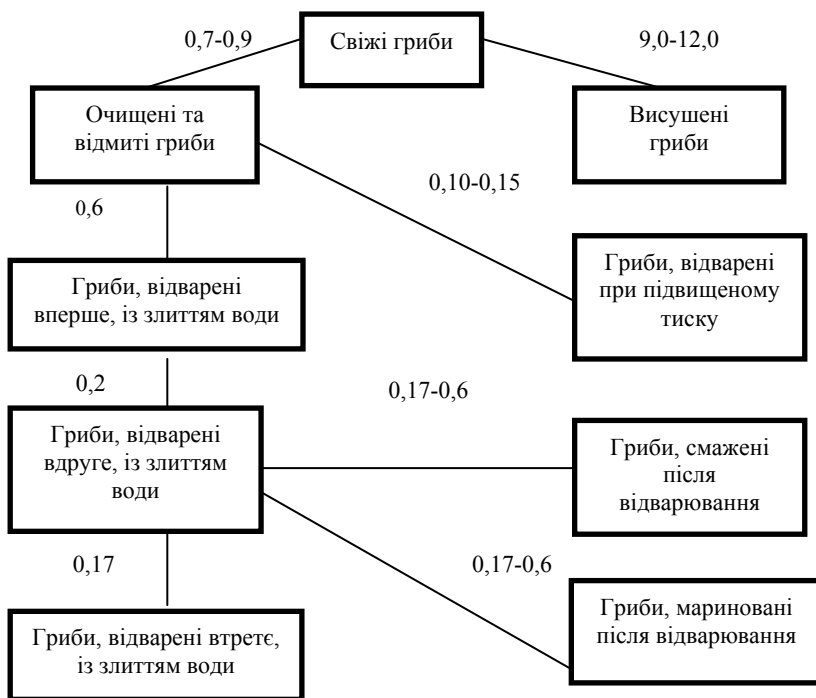 0,7-0,9
Свіжі гриби
9,0-12,0
Очищені та
відмиті гриби
Висушені
гриби
0,10-0,15
0,6
Гриби, відварені
вперше, із злиттям води
Гриби, відварені
при підвищеному
тиску
0,2
0,17-0,6
Гриби, відварені
вдруге, із злиттям
води
Гриби, смажені
після
відварювання
0,17
0,17-0,6
Гриби, відварені втретє,
із злиттям води
Гриби, мариновані
після відварювання